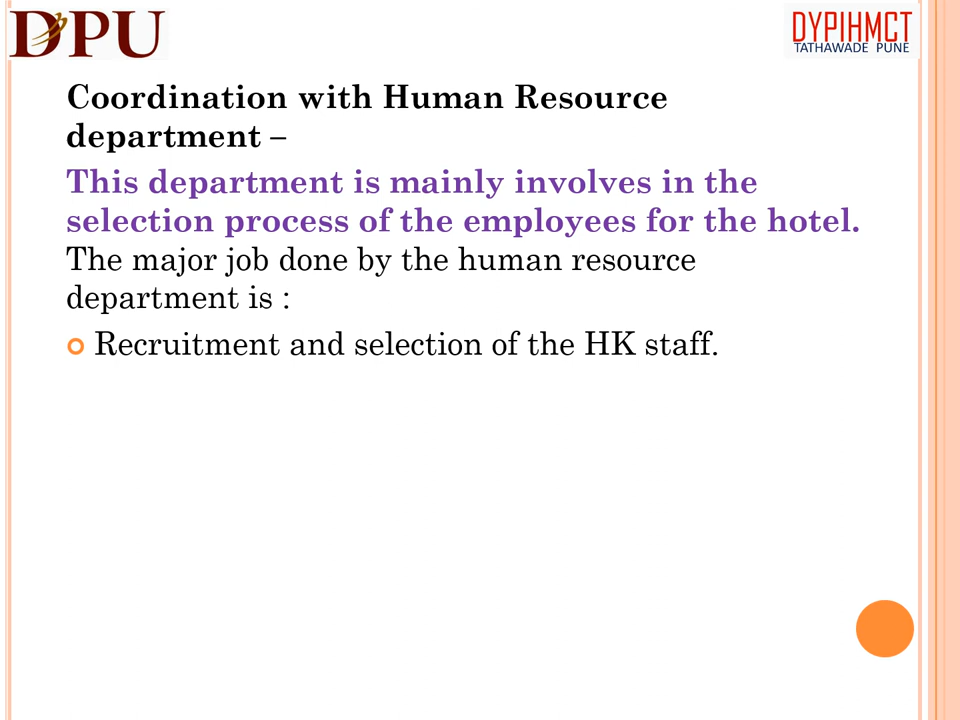 DPU
DYPIHMCT
TATHAWADE PUNE
Coordination with Human Resource
department –
This department is mainly involves in the
selection process of the employees for the hotel.
The major job done by the human resource
department is :
Recruitment and selection of the HK staff.